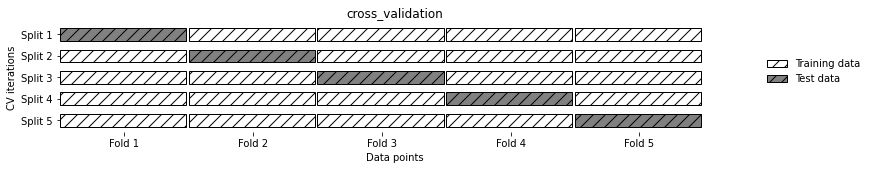 cross_validation
CV iterations
Split 1
Split 2
Split 3
Split 4
Split 5
Fold 1
Fold 2
Fold 3
Fold 4
Fold 5
Data points
Training data
Test data